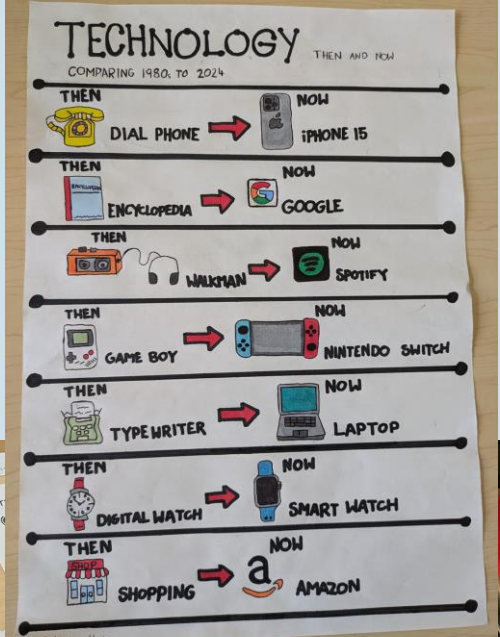 TECHNOLOGY THEN AND NOW
COMPARING 1980s TO 2024
THEN NOW
DIAL PHONE iPHONE 15
THEN NOW
ENCYCLOPEDIA GOOGLE
THEN NOW
WALKMAN SPOTIFY
THEN NOW
GAME BOY NINTENDO SWITCH
THEN NOW
TYPEWRITER LAPTOP
THEN NOW
DIGITAL WATCH SMART WATCH
THEN NOW
SHOP
SHOPPING AMAZON